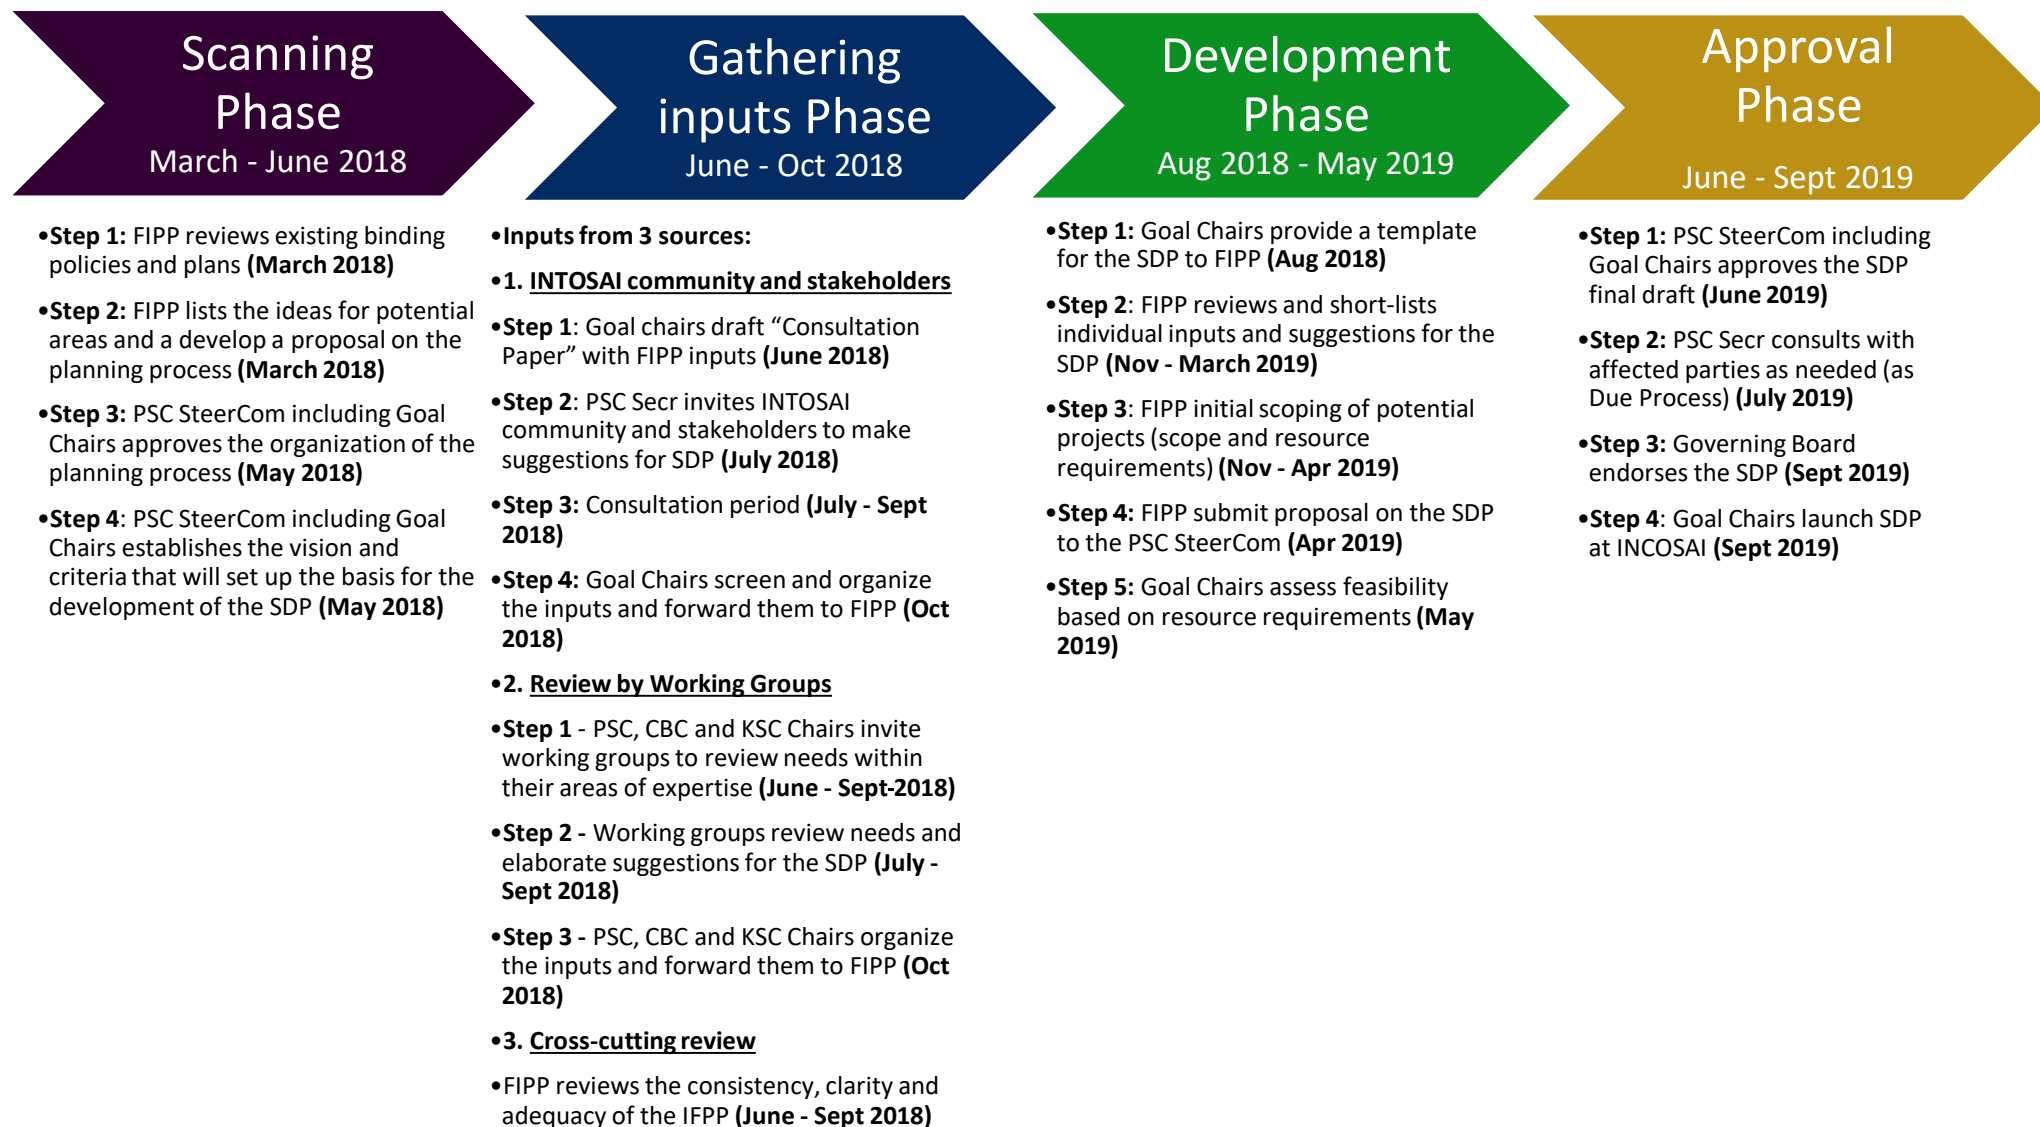 Scanning
Phase
March - June 2018
•Step 1: FIPP reviews existing binding
policies and plans (March 2018)
•Step 2: FIPP lists the ideas for potential
areas and a develop a proposal on the
planning process (March 2018)
•Step 3: PSC SteerCom including Goal
Chairs approves the organization of the
planning process (May 2018)
•Step 4: PSC SteerCom including Goal
Chairs establishes the vision and
criteria that will set up the basis for the
development of the SDP (May 2018)
Gathering
inputs Phase
June - Oct 2018
•Inputs from 3 sources:
•1. INTOSAI community and stakeholders
•Step 1: Goal chairs draft “Consultation
Paper” with FIPP inputs (June 2018)
•Step 2: PSC Secr invites INTOSAI
community and stakeholders to make
suggestions for SDP (July 2018)
•Step 3: Consultation period (July - Sept
2018)
•Step 4: Goal Chairs screen and organize
the inputs and forward them to FIPP (Oct
2018)
•2. Review by Working Groups
•Step 1 - PSC, CBC and KSC Chairs invite
working groups to review needs within
their areas of expertise (June - Sept-2018)
•Step 2 - Working groups review needs and
elaborate suggestions for the SDP (July -
Sept 2018)
•Step 3 - PSC, CBC and KSC Chairs organize
the inputs and forward them to FIPP (Oct
2018)
•3. Cross-cutting review
•FIPP reviews the consistency, clarity and
adequacy of the IFPP (June - Sept 2018)
Development
Phase
Aug 2018 - May 2019
•Step 1: Goal Chairs provide a template
for the SDP to FIPP (Aug 2018)
•Step 2: FIPP reviews and short-lists
individual inputs and suggestions for the
SDP (Nov - March 2019)
•Step 3: FIPP initial scoping of potential
projects (scope and resource
requirements) (Nov - Apr 2019)
•Step 4: FIPP submit proposal on the SDP
to the PSC SteerCom (Apr 2019)
•Step 5: Goal Chairs assess feasibility
based on resource requirements (May
2019)
Approval
Phase
June - Sept 2019
•Step 1: PSC SteerCom including
Goal Chairs approves the SDP
final draft (June 2019)
•Step 2: PSC Secr consults with
affected parties as needed (as
Due Process) (July 2019)
•Step 3: Governing Board
endorses the SDP (Sept 2019)
•Step 4: Goal Chairs launch SDP
at INCOSAI (Sept 2019)